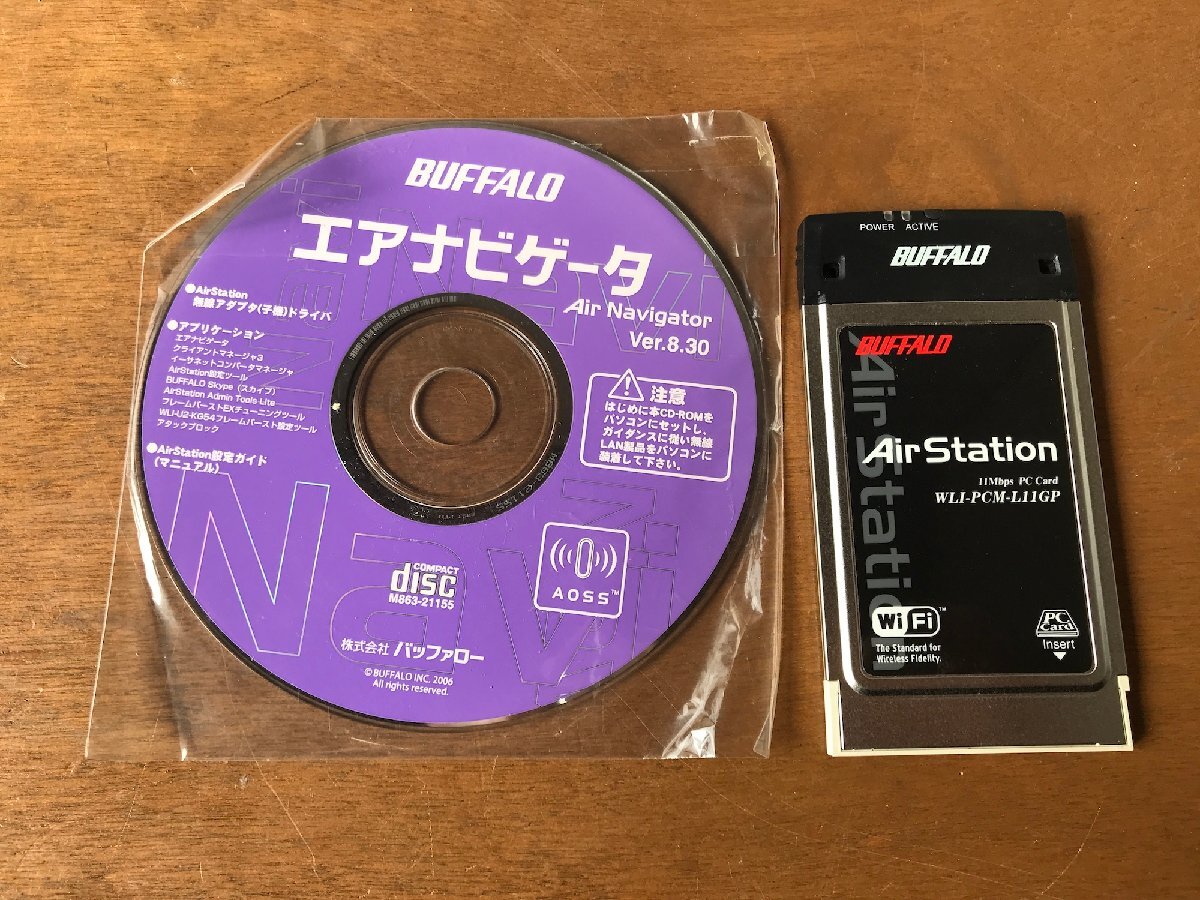 BUFFALO
エアナビゲータ
Air Navigator
Ver.8.30
●AirStation
無線アダプタ(子機)ドライバ
●アプリケーション
エアナビゲータ
クライアントマネージャ3
イーサネットコンバータマネージャ
AirStation設定ツール
BUFFALO Skype（スカイプ）
AirStation Admin Tools Lite
フレームバーストEXチューニングツール
WLI-U2-KG54フレームバースト設定ツール
アタックブロック
●AirStation設定ガイド
(マニュアル)
注意
はじめに本CD-ROMを
パソコンにセットし、
ガイダンスに従い無線
LAN製品をパソコンに
装着して下さい。
AOSS™
COMPACT
disc
M863-21155
株式会社 バッファロー
©BUFFALO INC. 2006
All rights reserved.
Navi
POWER ACTIVE
BUFFALO
BUFFALO
AirStation
AirStation
11Mbps PC Card
WLI-PCM-L11GP
Wi Fi™
The Standard for
Wireless Fidelity.
PC
Card
Insert